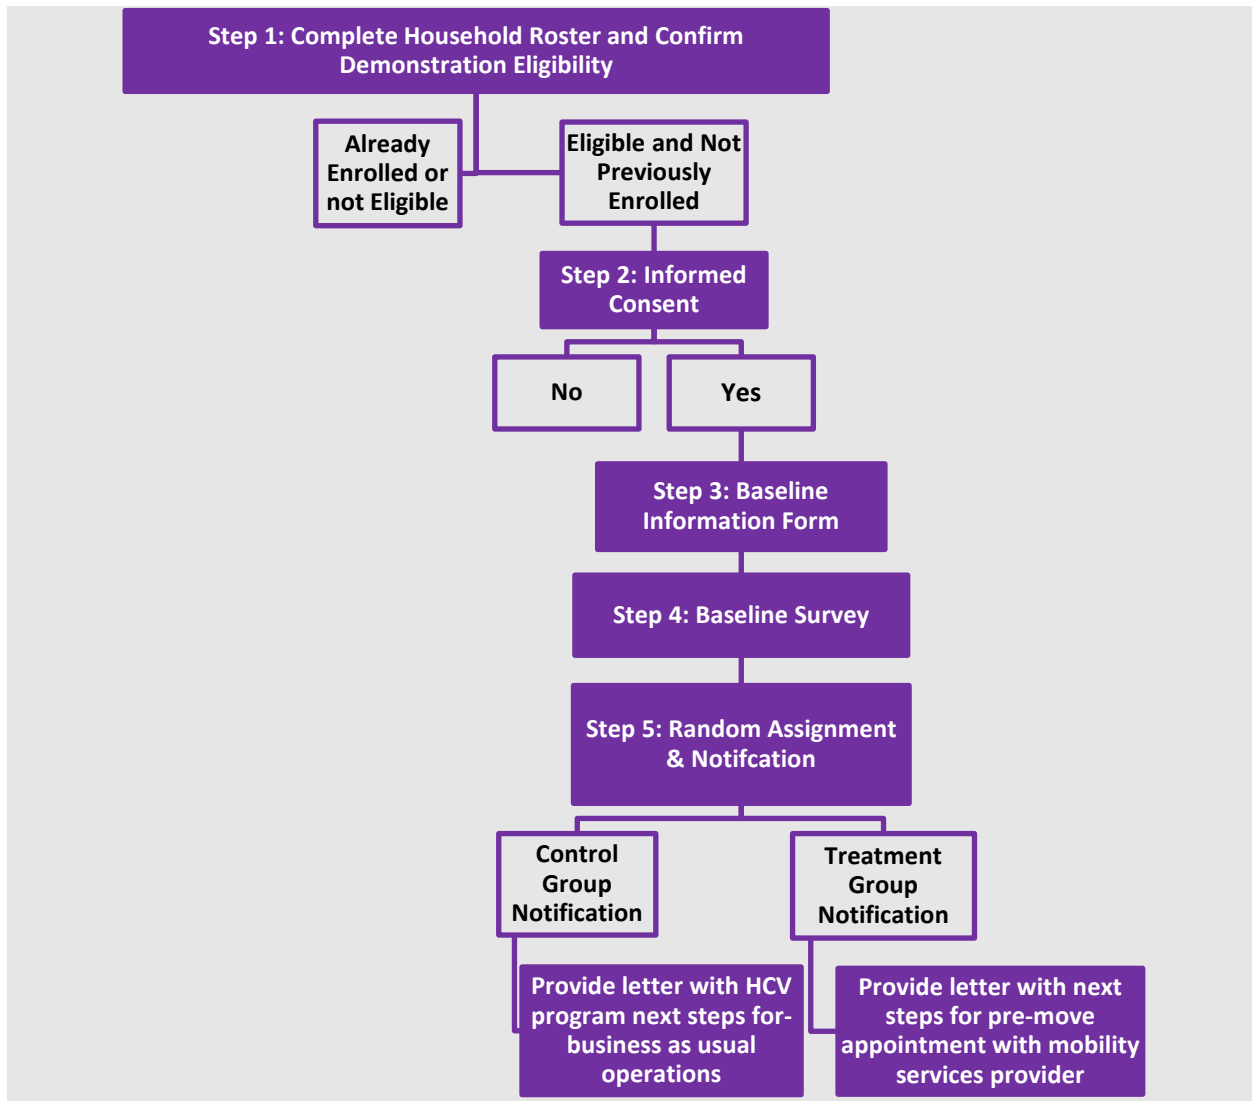 Step 1: Complete Household Roster and Confirm
Demonstration Eligibility
Already
Enrolled or
not Eligible
Eligible and Not
Previously
Enrolled
Step 2: Informed
Consent
No
Yes
Step 3: Baseline
Information Form
Step 4: Baseline Survey
Step 5: Random Assignment
& Notifcation
Control
Group
Notification
Treatment
Group
Notification
Provide letter with HCV
program next steps for-
business as usual
operations
Provide letter with next
steps for pre-move
appointment with mobility
services provider